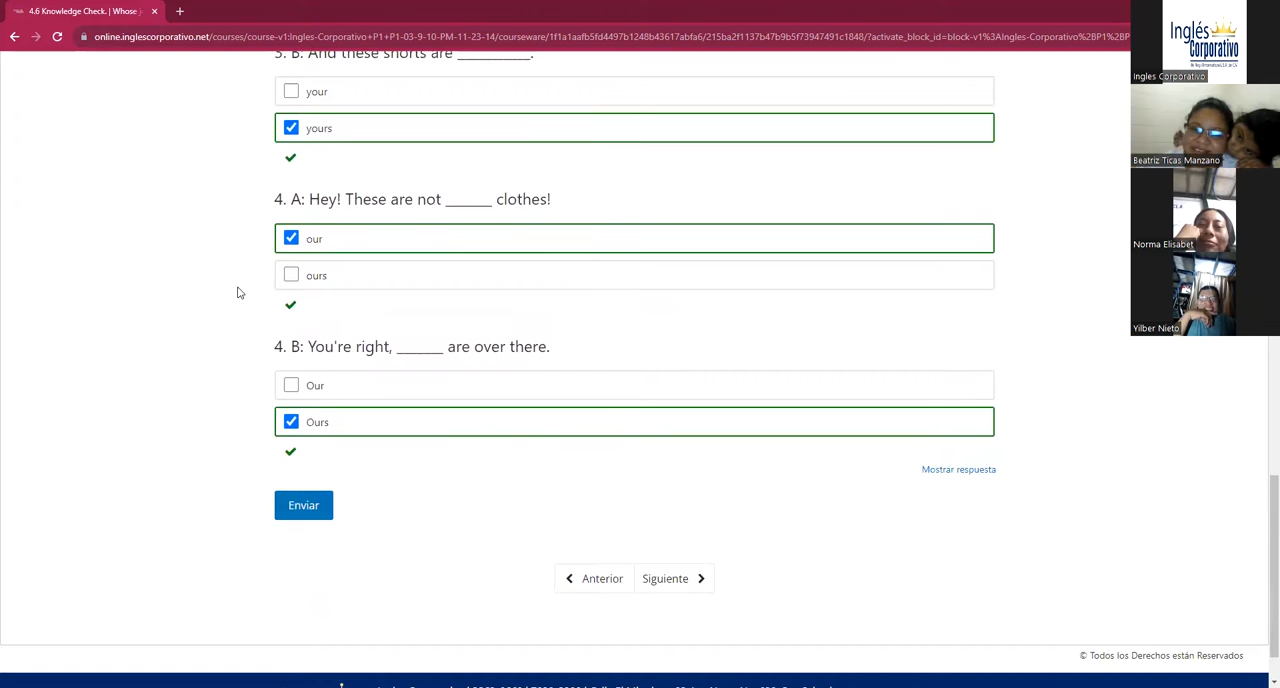 4.6 Knowledge Check. | Whose j
online.inglescorporativo.net/courses/course-v1:Ingles-Corporativo+P1+P1-03-9-10-PM-11-23-14/courseware/1f1a1aafb5fd4497b1248b43617abfa6/215ba2f1137b47b9b5f73947491c1848/?activate_block_id=block-v1%3AIngles-Corporativo%2BP1%2BP
3. B: And these shorts are __________.
your
yours
4. A: Hey! These are not ______ clothes!
our
ours
4. B: You're right, ______ are over there.
Our
Ours
Mostrar respuesta
Enviar
Anterior
Siguiente
© Todos los Derechos están Reservados
Inglés
Corporativo
Ingles Corporativo
Beatriz Ticas Manzano
Norma Elisabet
Yilber Nieto